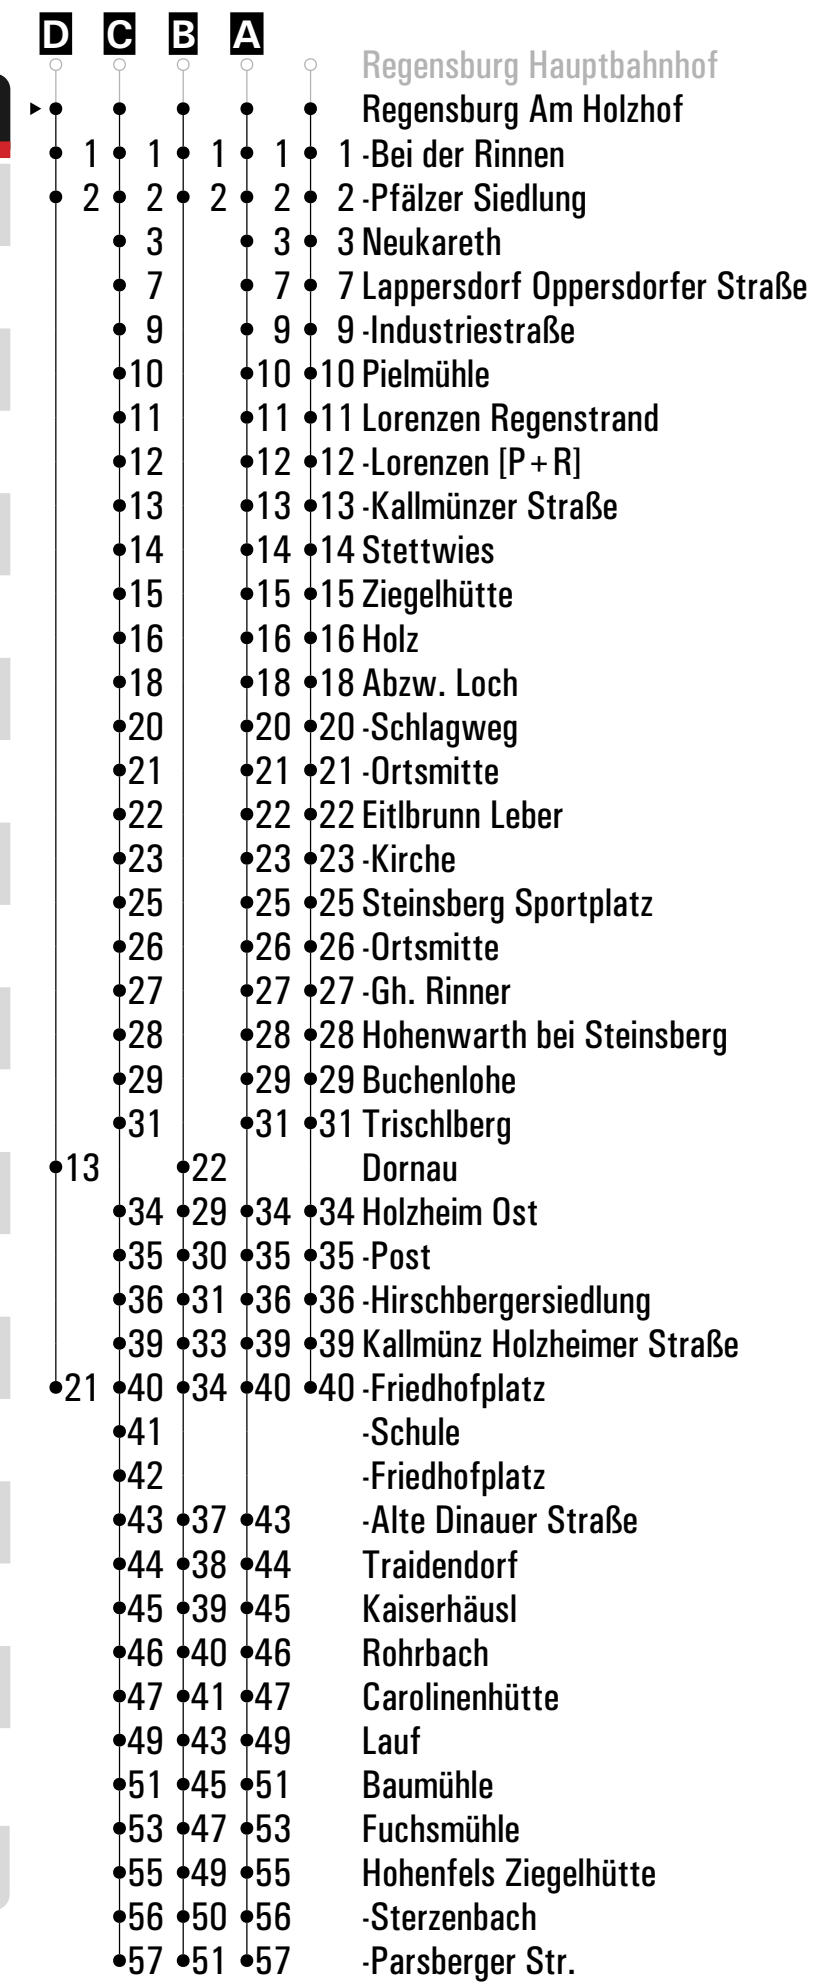 D C B A
Regensburg Hauptbahnhof
Regensburg Am Holzhof
1 1 1 1 1 -Bei der Rinnen
2 2 2 2 2 -Pfälzer Siedlung
3 3 3 Neukareth
7 7 7 Lappersdorf Oppersdorfer Straße
9 9 9 -Industriestraße
10 10 10 Pielmühle
11 11 11 Lorenzen Regenstrand
12 12 12 -Lorenzen [P+R]
13 13 13 -Kallmünzer Straße
14 14 14 Stettwies
15 15 15 Ziegelhütte
16 16 16 Holz
18 18 18 Abzw. Loch
20 20 20 -Schlagweg
21 21 21 -Ortsmitte
22 22 22 Eitlbrunn Leber
23 23 23 -Kirche
25 25 25 Steinsberg Sportplatz
26 26 26 -Ortsmitte
27 27 27 -Gh. Rinner
28 28 28 Hohenwarth bei Steinsberg
29 29 29 Buchenlohe
31 31 31 Trischlberg
13 22 Dornau
34 29 34 34 Holzheim Ost
35 30 35 35 -Post
36 31 36 36 -Hirschbergersiedlung
39 33 39 39 Kallmünz Holzheimer Straße
21 40 34 40 40 -Friedhofplatz
41 -Schule
42 -Friedhofplatz
43 37 43 -Alte Dinauer Straße
44 38 44 Traidendorf
45 39 45 Kaiserhäusl
46 40 46 Rohrbach
47 41 47 Carolinenhütte
49 43 49 Lauf
51 45 51 Baumühle
53 47 53 Fuchsmühle
55 49 55 Hohenfels Ziegelhütte
56 50 56 -Sterzenbach
57 51 57 -Parsberger Str.